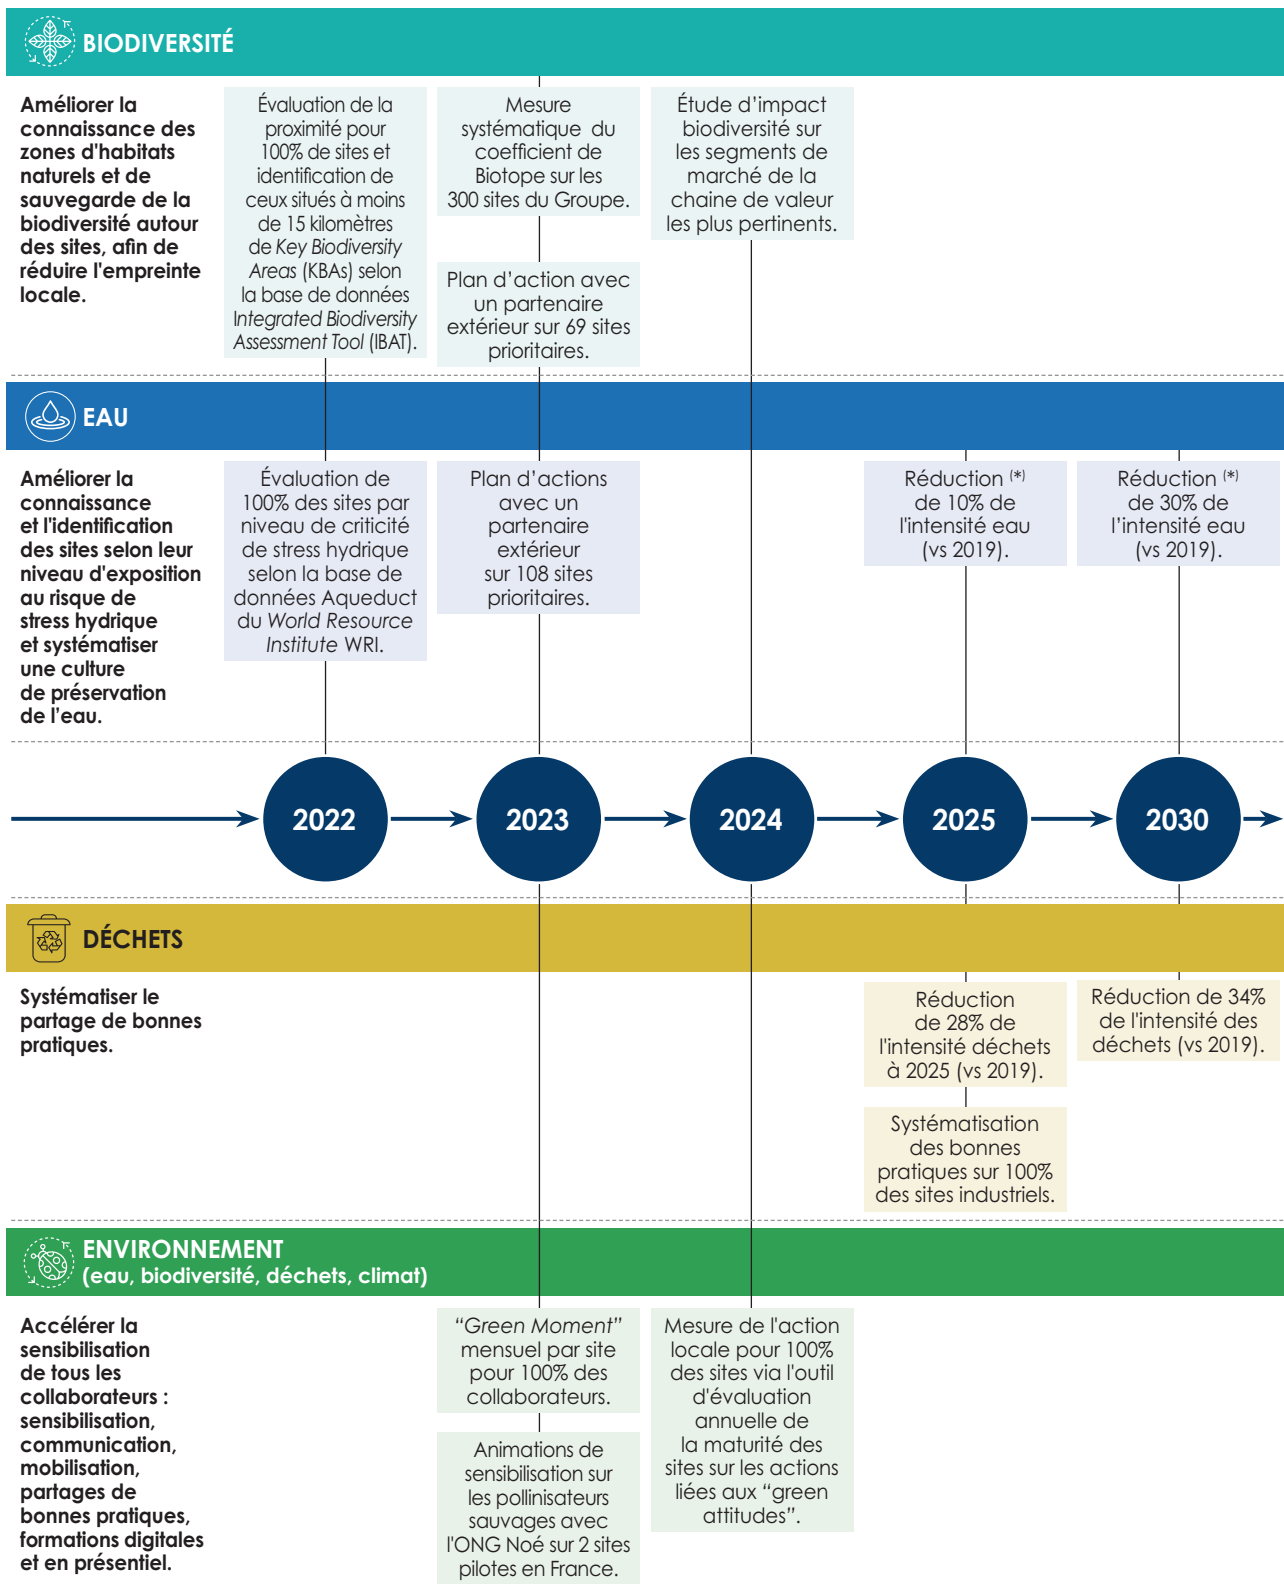 BIODIVERSITÉ
Améliorer la
connaissance des
zones d'habitats
naturels et de
sauvegarde de la
biodiversité autour
des sites, afin de
réduire l'empreinte
locale.
Évaluation de la
proximité pour
100% de sites et
identification de
ceux situés à moins
de 15 kilomètres
de Key Biodiversity
Areas (KBAs) selon
la base de données
Integrated Biodiversity
Assessment Tool (IBAT).
Mesure
systématique du
coefficient de
Biotope sur les
300 sites du Groupe.
Plan d’action avec
un partenaire
extérieur sur 69 sites
prioritaires.
Étude d’impact
biodiversité sur
les segments de
marché de la
chaine de valeur
les plus pertinents.
EAU
Améliorer la
connaissance
et l'identification
des sites selon leur
niveau d'exposition
au risque de
stress hydrique
et systématiser
une culture
de préservation
de l’eau.
Évaluation de
100% des sites par
niveau de criticité
de stress hydrique
selon la base de
données Aqueduct
du World Resource
Institute WRI.
Plan d’actions
avec un
partenaire
extérieur
sur 108 sites
prioritaires.
Réduction (*)
de 10% de
l'intensité eau
(vs 2019).
Réduction (*)
de 30% de
l’intensité eau
(vs 2019).
2022
2023
2024
2025
2030
DÉCHETS
Systématiser le
partage de bonnes
pratiques.
Réduction
de 28% de
l'intensité déchets
à 2025 (vs 2019).
Systématisation
des bonnes
pratiques sur 100%
des sites industriels.
Réduction de 34%
de l'intensité des
déchets (vs 2019).
ENVIRONNEMENT
(eau, biodiversité, déchets, climat)
Accélérer la
sensibilisation
de tous les
collaborateurs :
sensibilisation,
communication,
mobilisation,
partages de
bonnes pratiques,
formations digitales
et en présentiel.
“Green Moment”
mensuel par site
pour 100% des
collaborateurs.
Animations de
sensibilisation sur
les pollinisateurs
sauvages avec
l'ONG Noé sur 2 sites
pilotes en France.
Mesure de l'action
locale pour 100%
des sites via l'outil
d'évaluation
annuelle de
la maturité des
sites sur les actions
liées aux “green
attitudes”.